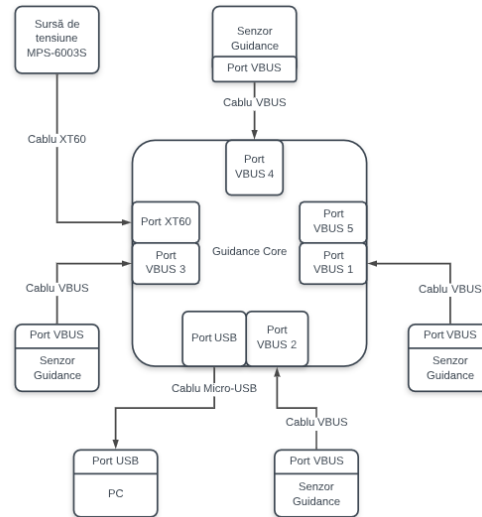 Sursă de
tensiune
MPS-6003S
Senzor
Guidance
Port VBUS
Cablu VBUS
Cablu XT60
Port
VBUS 4
Port XT60
Port
VBUS 5
Guidance Core
Port
VBUS 3
Port
VBUS 1
Cablu VBUS
Cablu VBUS
Port VBUS
Senzor
Guidance
Port USB
Port
VBUS 2
Port VBUS
Senzor
Guidance
Cablu Micro-USB
Cablu VBUS
Port USB
PC
Port VBUS
Senzor
Guidance